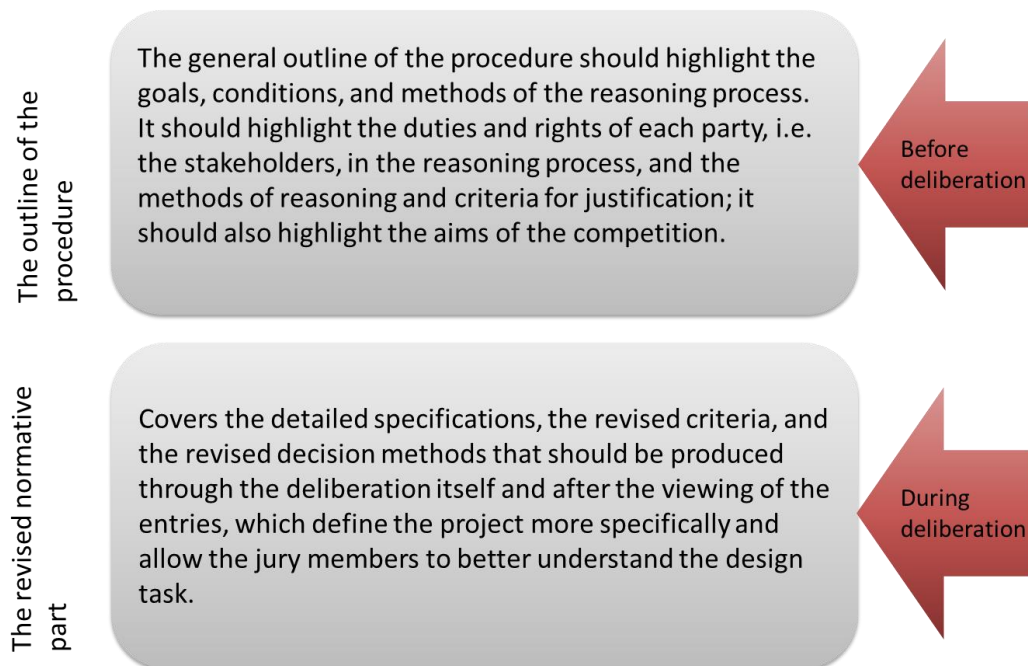 The outline of the
procedure
The general outline of the procedure should highlight the
goals, conditions, and methods of the reasoning process.
It should highlight the duties and rights of each party, i.e.
the stakeholders, in the reasoning process, and the
methods of reasoning and criteria for justification; it
should also highlight the aims of the competition.
Before
deliberation
The revised normative
part
Covers the detailed specifications, the revised criteria, and
the revised decision methods that should be produced
through the deliberation itself and after the viewing of the
entries, which define the project more specifically and
allow the jury members to better understand the design
task.
During
deliberation